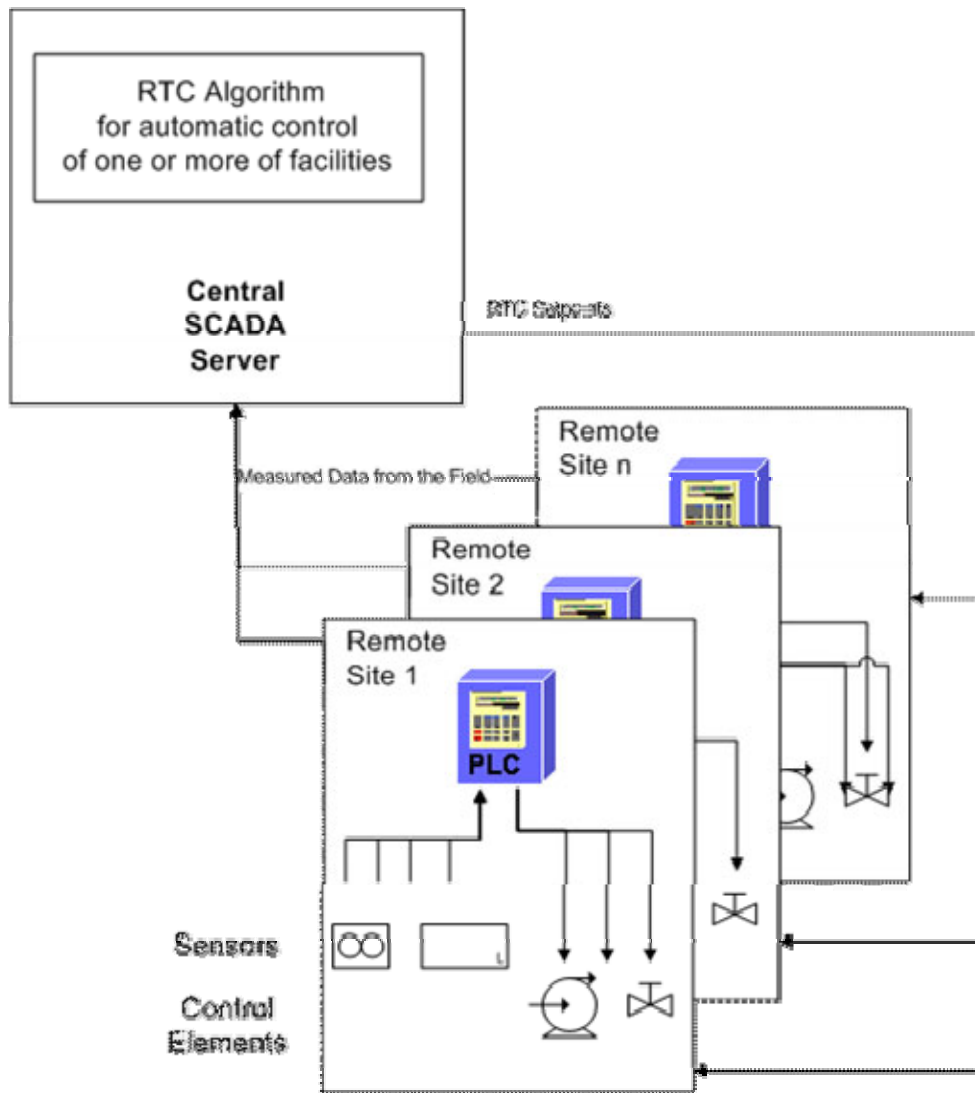 RTC Algorithm
for automatic control
of one or more of facilities
Central
SCADA
Server
RTC Setpoints
Measured Data from the Field
Remote
Site n
Remote
Site 2
Remote
Site 1
PLC
Sensors
L
Control
Elements